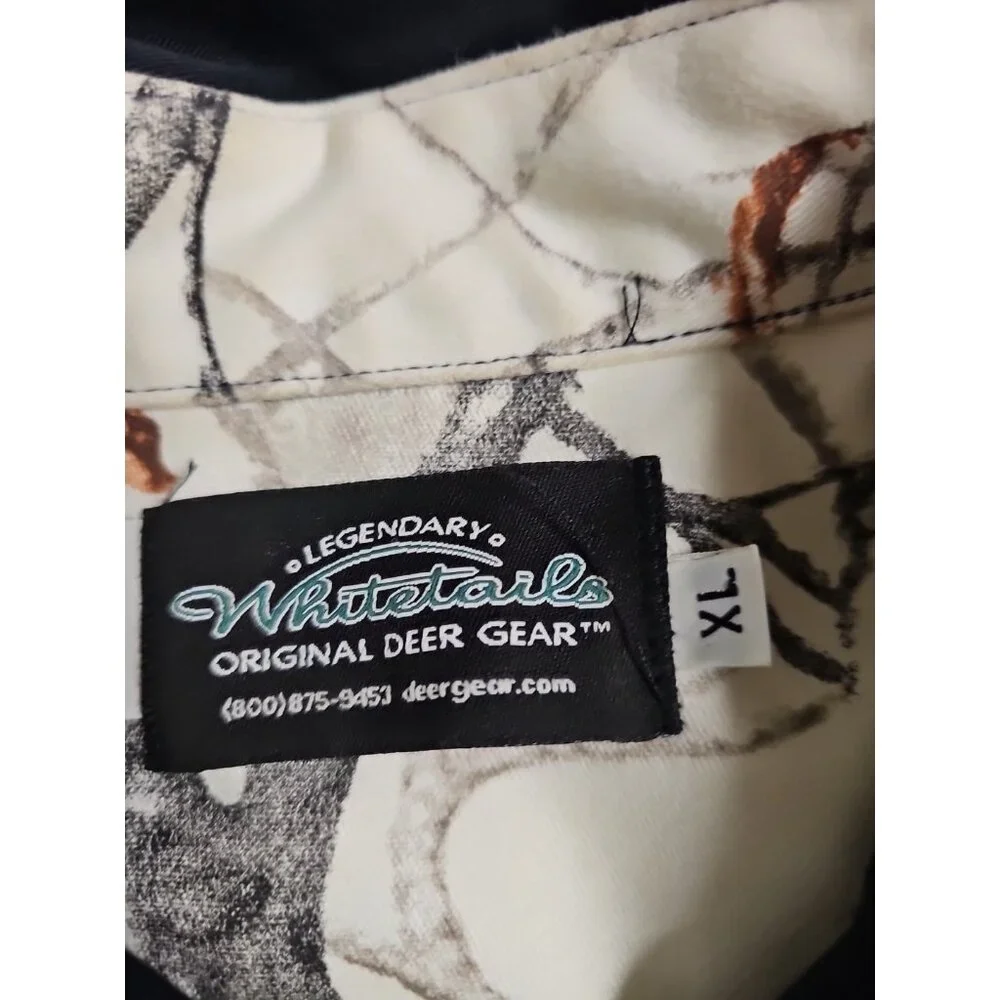 LEGENDARY
Whitetails
ORIGINAL DEER GEAR™
(800)875-9453 deergear.com
XL